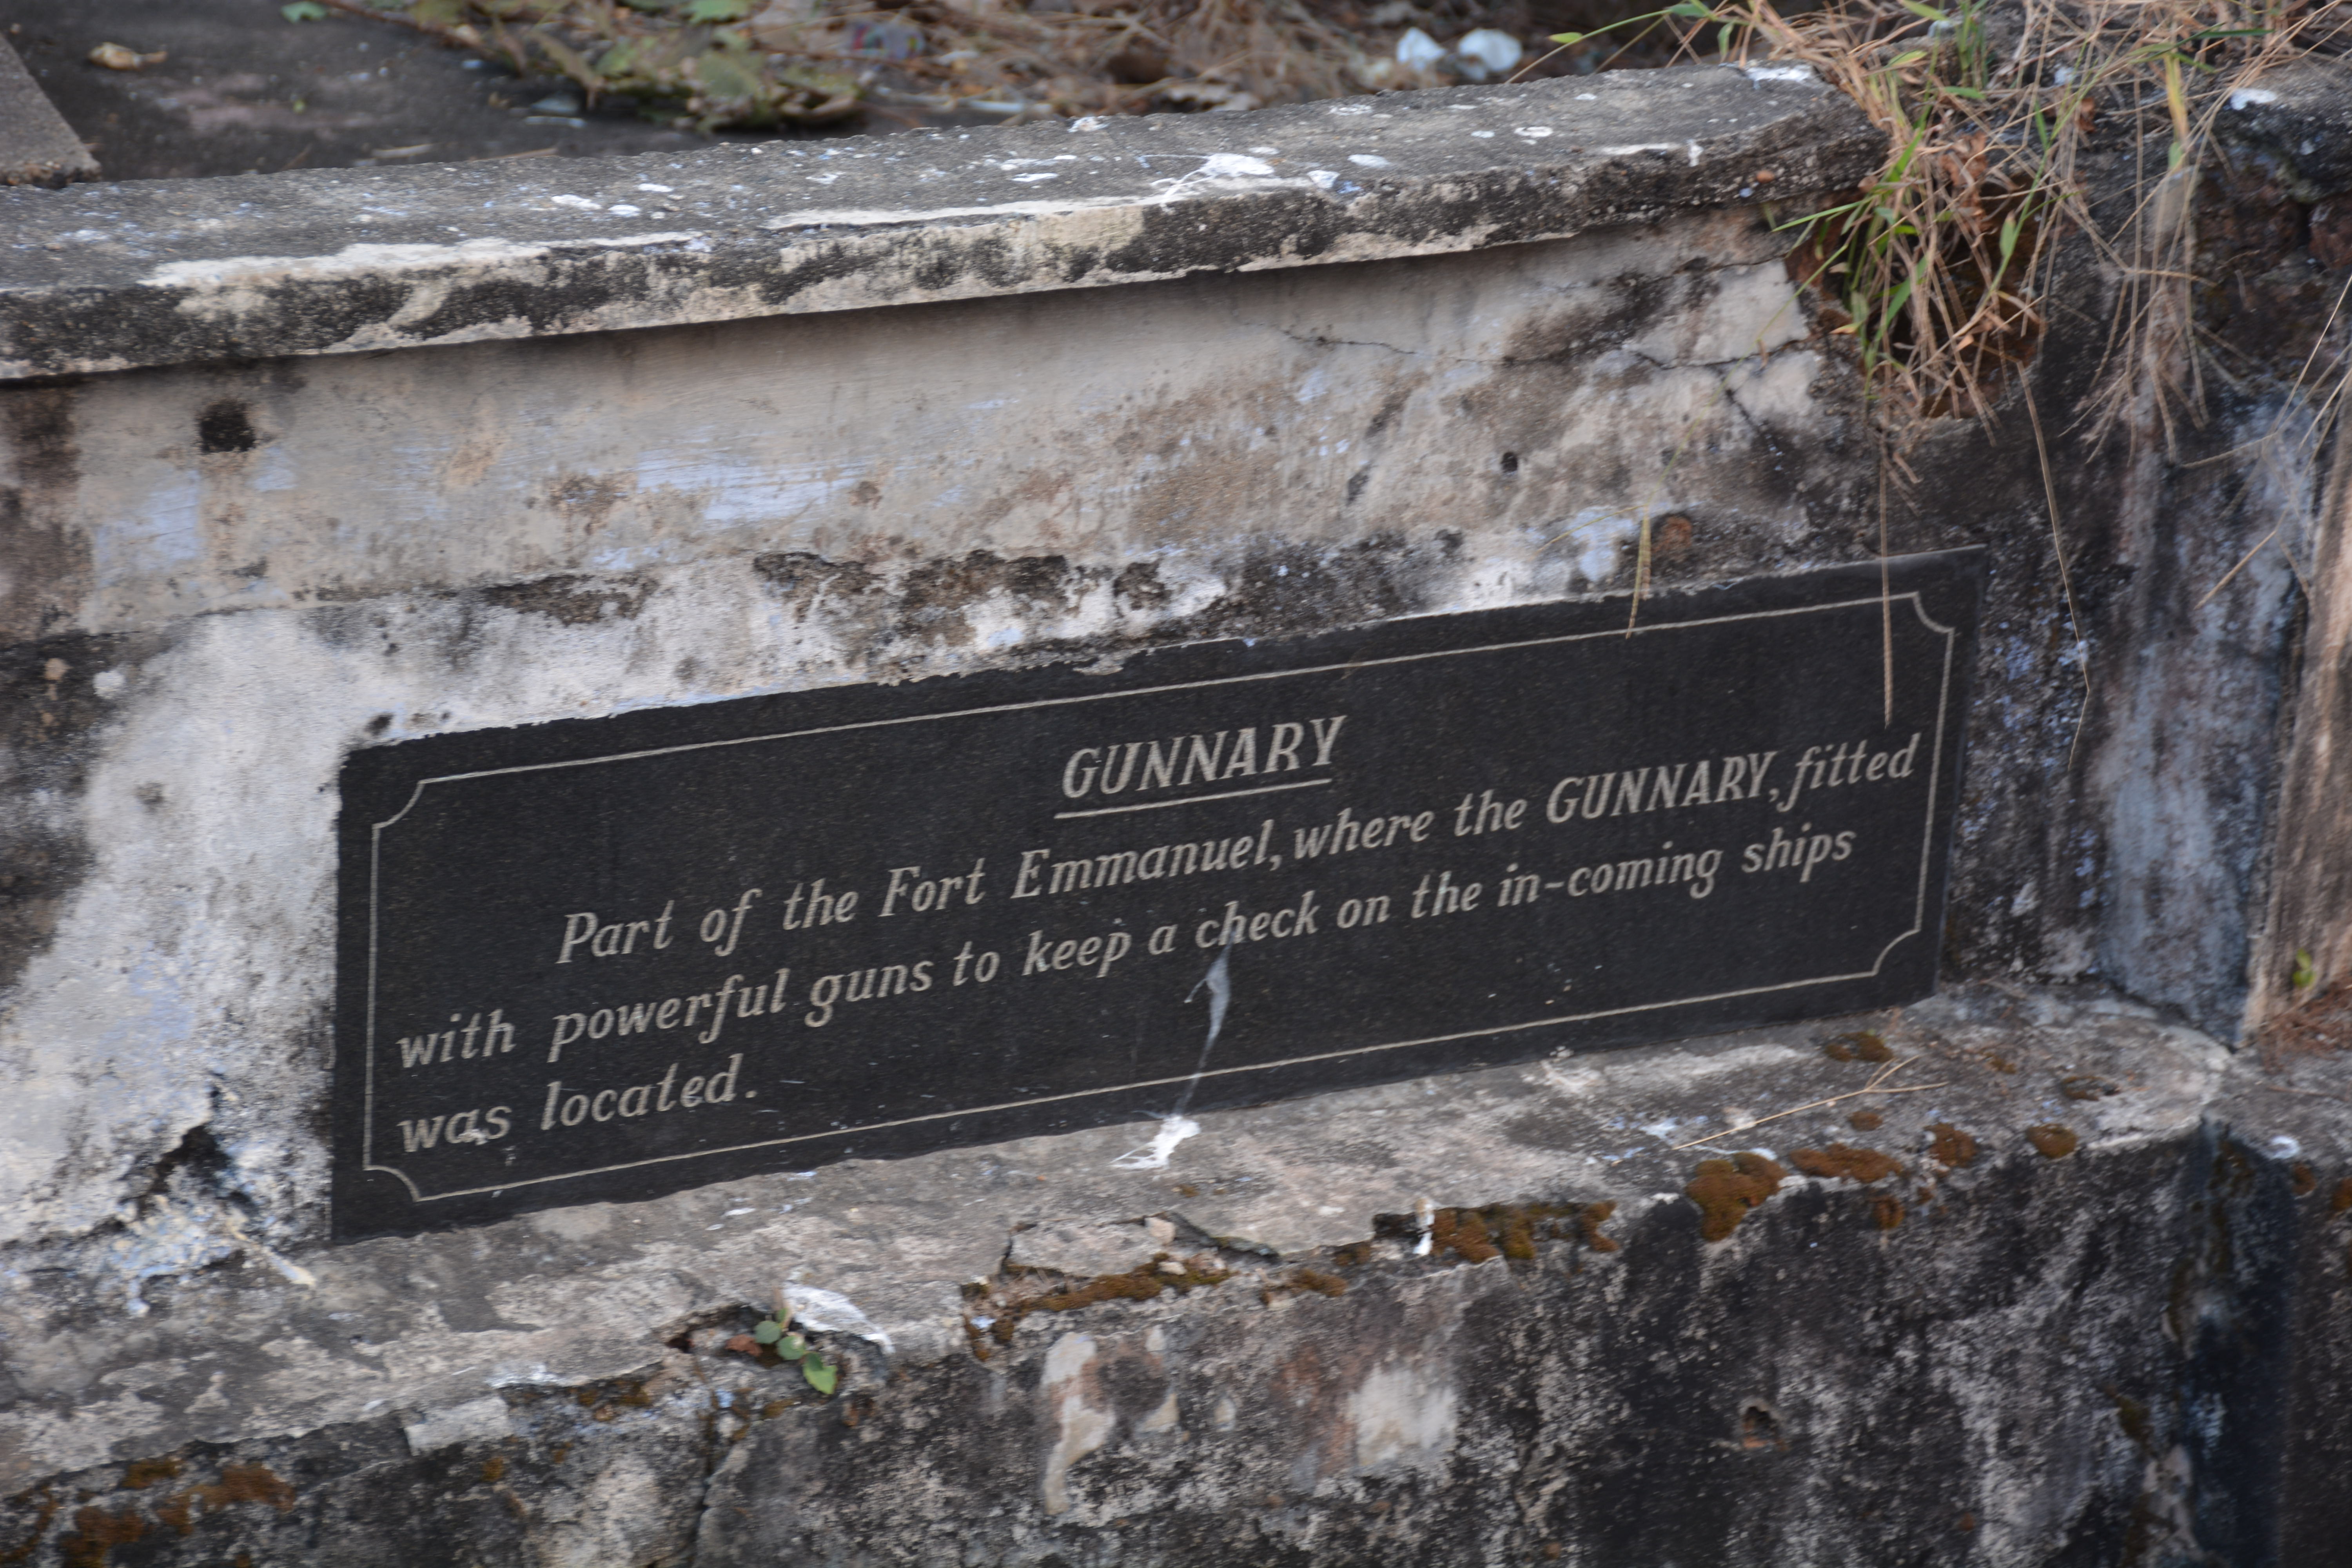 GUNNARY
Part of the Fort Emmanuel, where the GUNNARY, fitted
with powerful guns to keep a check on the in-coming ships
was located.